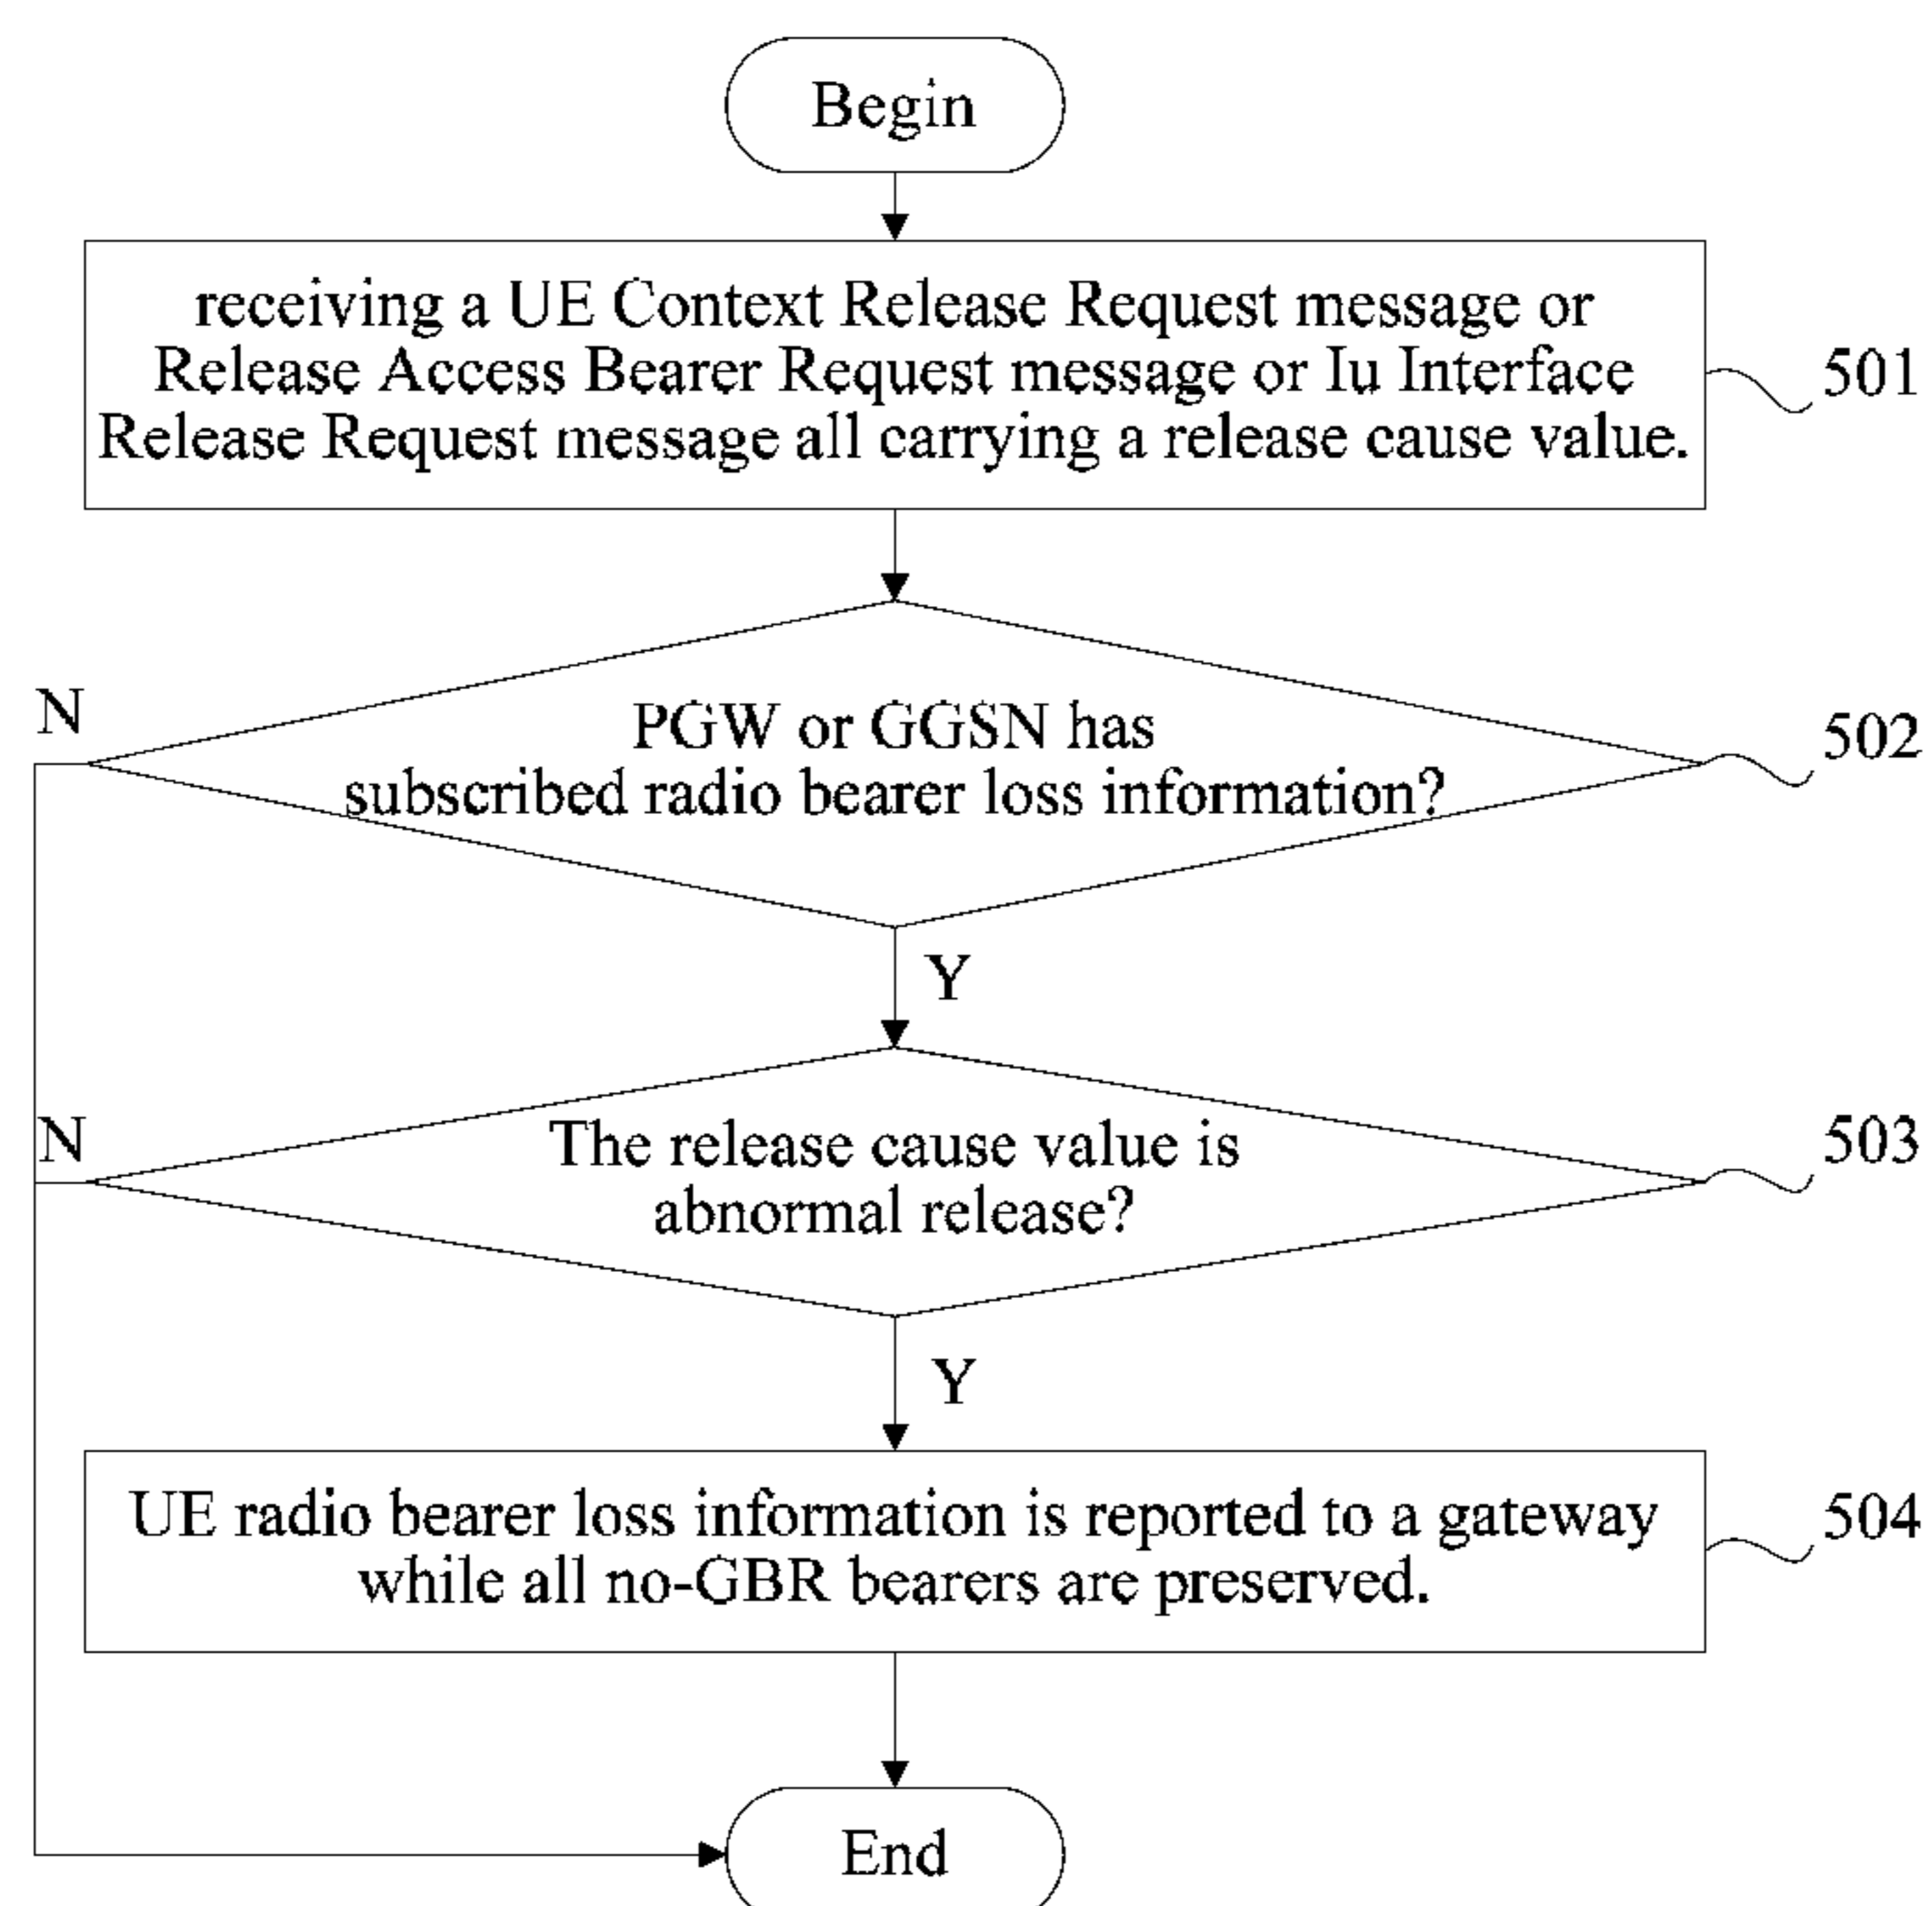 Begin
receiving a UE Context Release Request message or
Release Access Bearer Request message or Iu Interface
Release Request message all carrying a release cause value.
501
N
PGW or GGSN has
subscribed radio bearer loss information?
502
Y
N
The release cause value is
abnormal release?
503
Y
UE radio bearer loss information is reported to a gateway
while all no-GBR bearers are preserved.
504
End